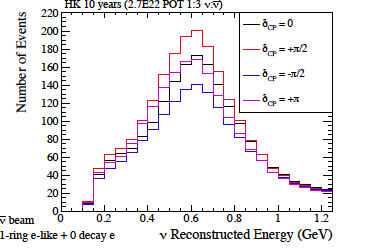 HK 10 years (2.7E22 POT 1:3 ν:ν̅)
Number of Events
220
200
180
160
140
120
100
80
60
40
20
0
δCP = 0
δCP = +π/2
δCP = -π/2
δCP = +π
0 0.2 0.4 0.6 0.8 1 1.2
ν̅ beam
1-ring e-like + 0 decay e
ν Reconstructed Energy (GeV)